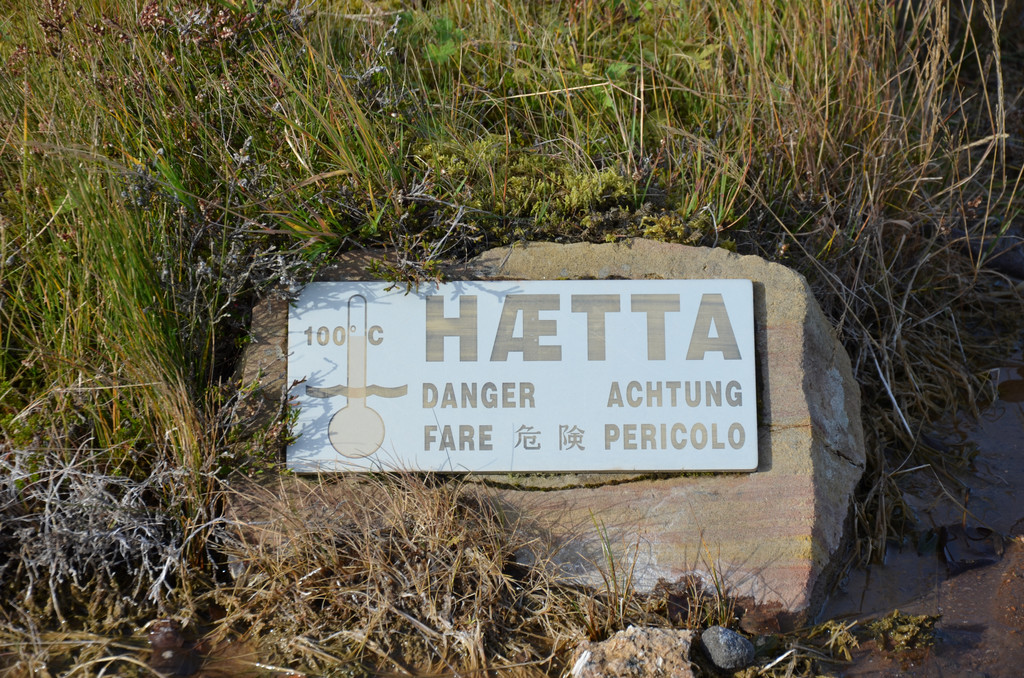 100°C
HÆTTA
DANGER ACHTUNG
FARE 危険 PERICOLO